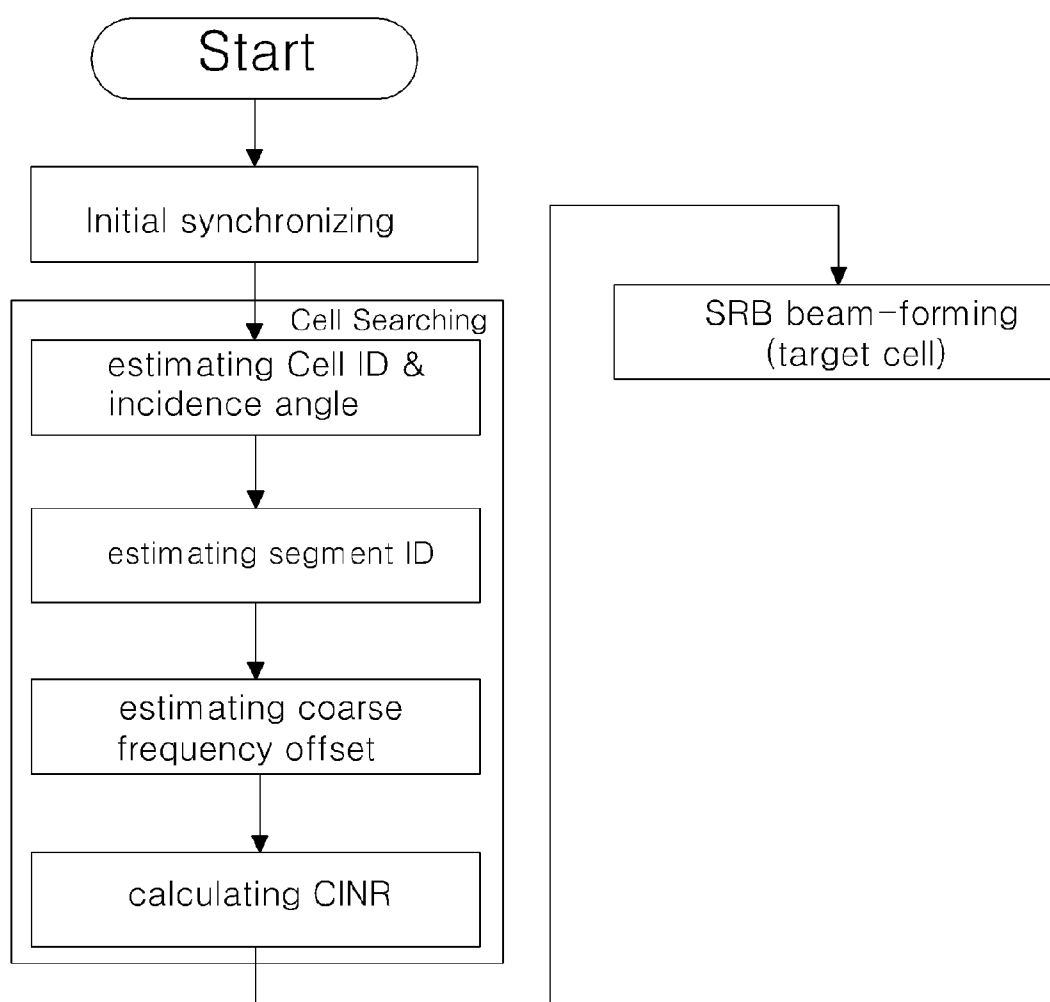 Start
Initial synchronizing
Cell Searching
estimating Cell ID &
incidence angle
estimating segment ID
estimating coarse
frequency offset
calculating CINR
SRB beam-forming
(target cell)